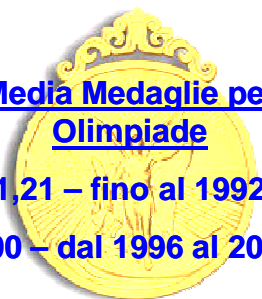 Media Medaglie pe
Olimpiade
1,21 – fino al 1992
00 – dal 1996 al 20